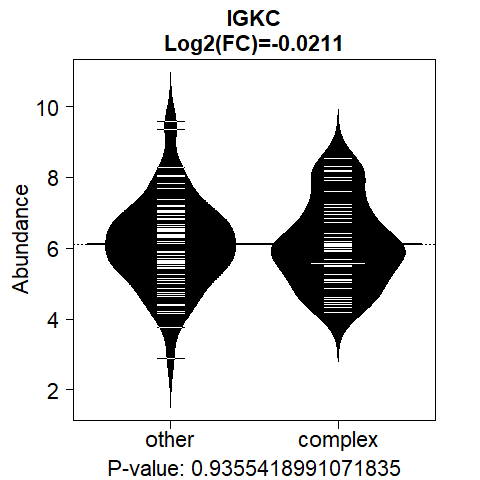 IGKC
Log2(FC)=-0.0211
Abundance
10
8
6
4
2
other complex
P-value: 0.9355418991071835